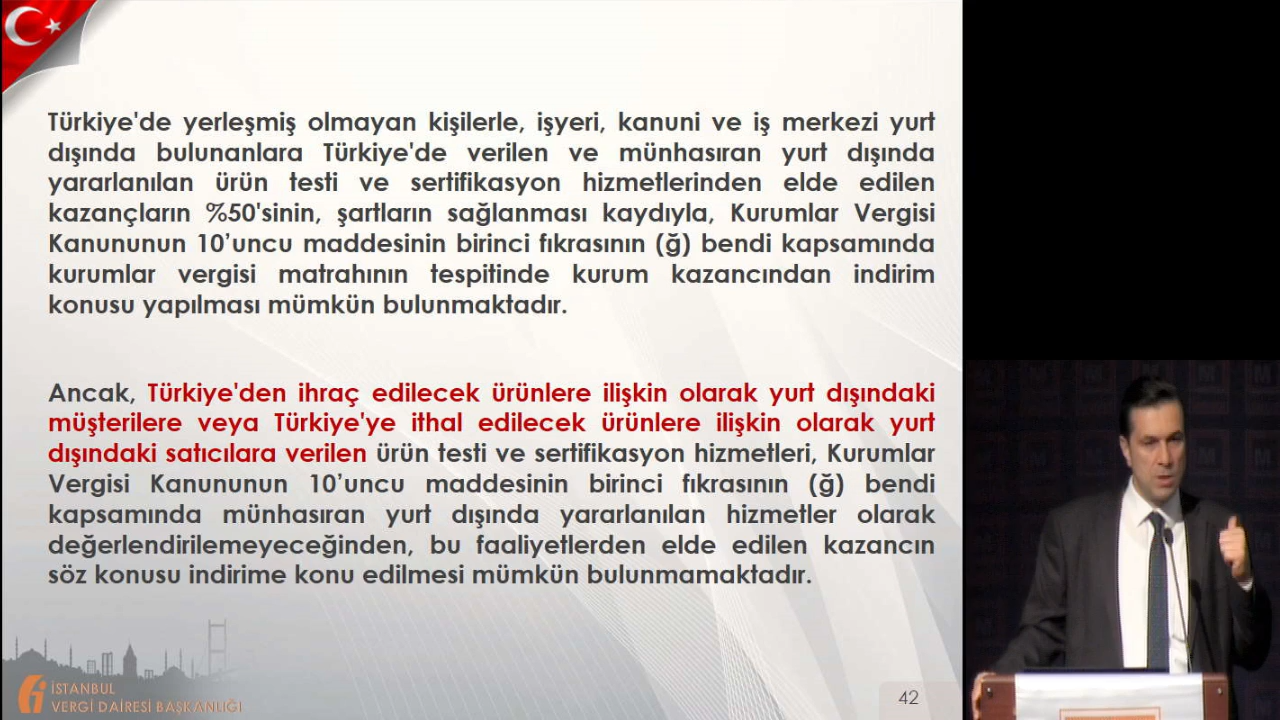 Türkiye'de yerleşmiş olmayan kişilerle, işyeri, kanuni ve iş merkezi yurt
dışında bulunanlara Türkiye'de verilen ve münhasıran yurt dışında
yararlanılan ürün testi ve sertifikasyon hizmetlerinden elde edilen
kazançların %50'sinin, şartların sağlanması kaydıyla, Kurumlar Vergisi
Kanununun 10’uncu maddesinin birinci fıkrasının (ğ) bendi kapsamında
kurumlar vergisi matrahının tespitinde kurum kazancından indirim
konusu yapılması mümkün bulunmaktadır.
Ancak, Türkiye'den ihraç edilecek ürünlere ilişkin olarak yurt dışındaki
müşterilere veya Türkiye'ye ithal edilecek ürünlere ilişkin olarak yurt
dışındaki satıcılara verilen ürün testi ve sertifikasyon hizmetleri, Kurumlar
Vergisi Kanununun 10’uncu maddesinin birinci fıkrasının (ğ) bendi
kapsamında münhasıran yurt dışında yararlanılan hizmetler olarak
değerlendirilemeyeceğinden, bu faaliyetlerden elde edilen kazancın
söz konusu indirime konu edilmesi mümkün bulunmamaktadır.
İSTANBUL
VERGİ DAİRESİ BAŞKANLIĞI
42